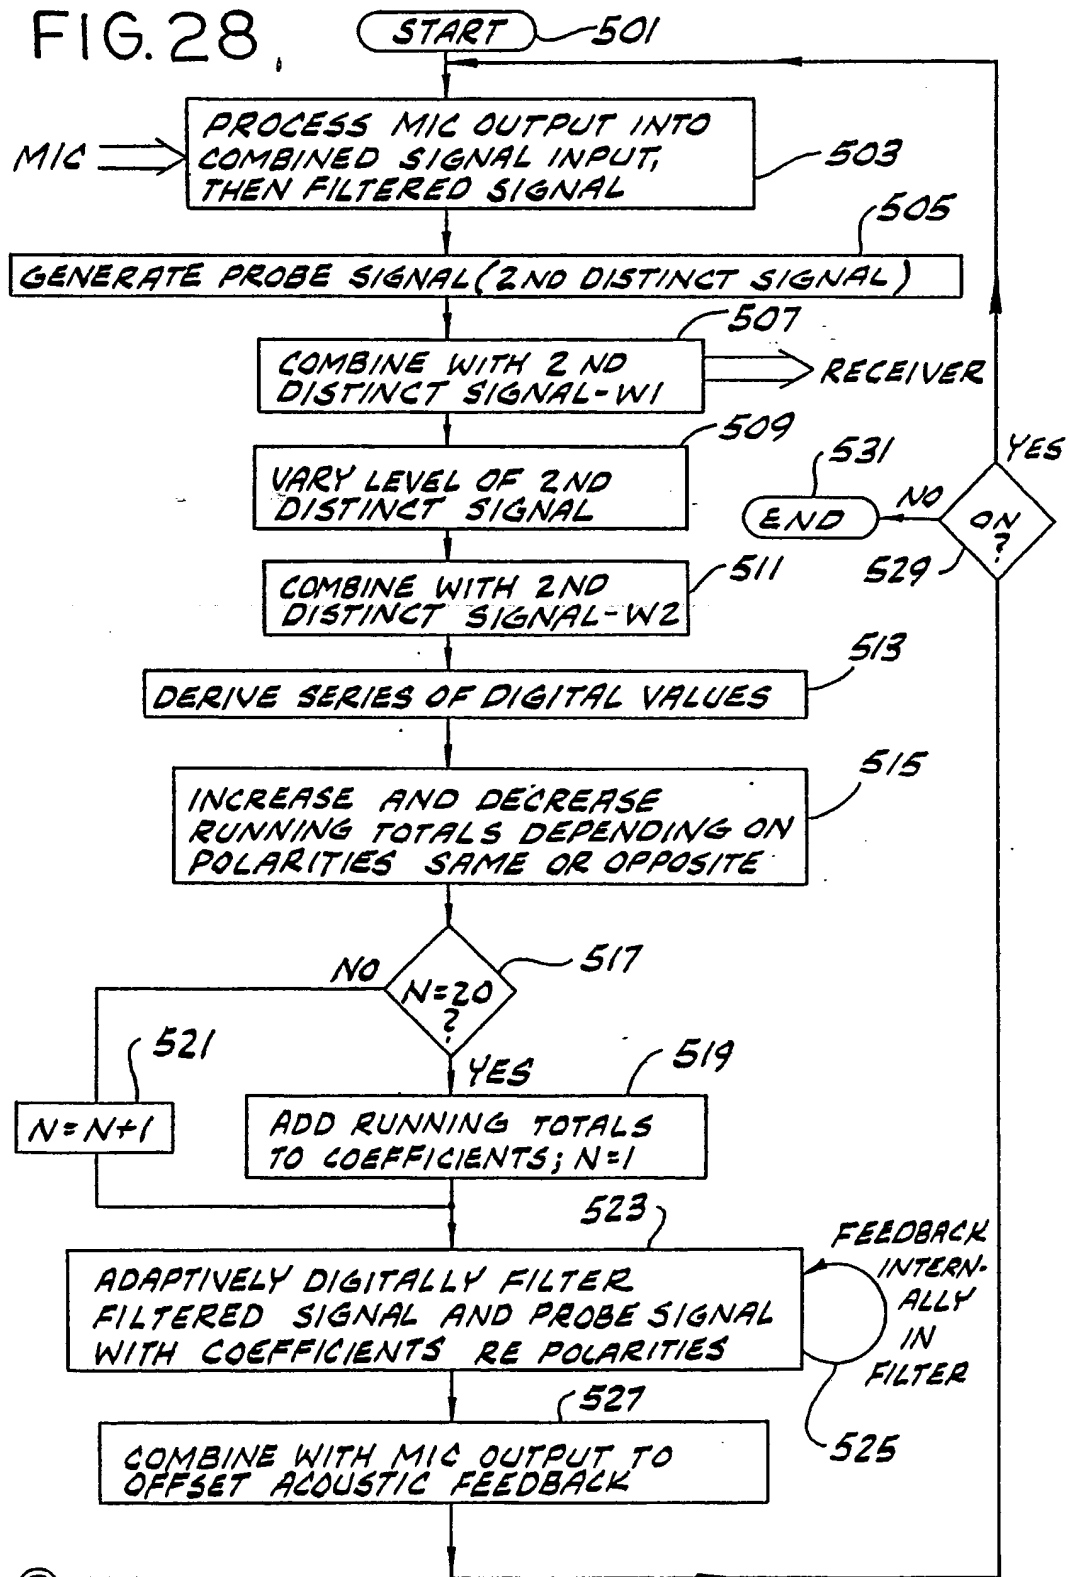 FIG. 28
START
501
PROCESS MIC OUTPUT INTO
COMBINED SIGNAL INPUT,
THEN FILTERED SIGNAL
MIC
503
505
GENERATE PROBE SIGNAL (2ND DISTINCT SIGNAL)
507
COMBINE WITH 2ND
DISTINCT SIGNAL-W1
RECEIVER
509
VARY LEVEL OF 2ND
DISTINCT SIGNAL
531
END
NO
YES
ON
?
529
511
COMBINE WITH 2ND
DISTINCT SIGNAL-W2
513
DERIVE SERIES OF DIGITAL VALUES
515
INCREASE AND DECREASE
RUNNING TOTALS DEPENDING ON
POLARITIES SAME OR OPPOSITE
517
NO
N=20
?
YES
521
N=N+1
519
ADD RUNNING TOTALS
TO COEFFICIENTS; N=1
523
ADAPTIVELY DIGITALLY FILTER
FILTERED SIGNAL AND PROBE SIGNAL
WITH COEFFICIENTS RE POLARITIES
FEEDBACK
INTERN-
ALLY
IN
FILTER
525
527
COMBINE WITH MIC OUTPUT TO
OFFSET ACOUSTIC FEEDBACK